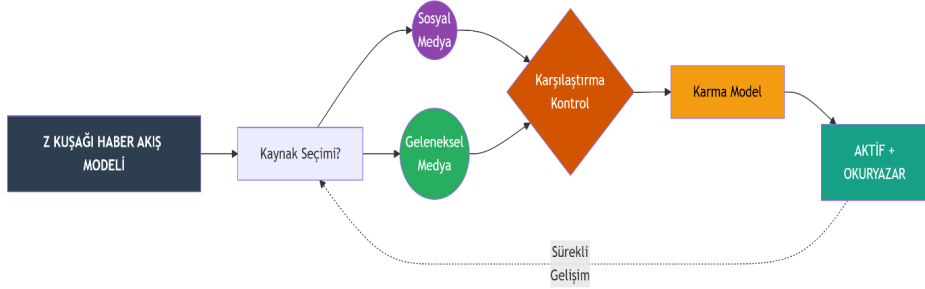 Z KUŞAĞI HABER AKIŞ
MODELİ
Kaynak Seçimi?
Sosyal
Medya
Geleneksel
Medya
Karşılaştırma
Kontrol
Karma Model
AKTİF +
OKURYAZAR
Sürekli
Gelişim